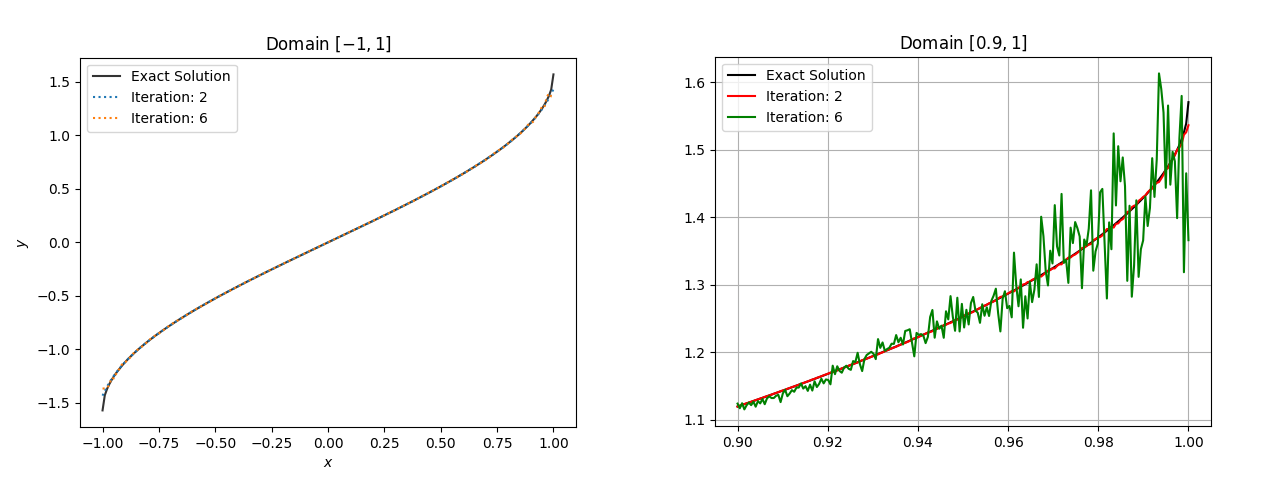 Domain [−1, 1]
Exact Solution
Iteration: 2
Iteration: 6
1.5
1.0
0.5
0.0
−0.5
−1.0
−1.5
y
−1.00 −0.75 −0.50 −0.25 0.00 0.25 0.50 0.75 1.00
x
Domain [0.9, 1]
Exact Solution
Iteration: 2
Iteration: 6
1.6
1.5
1.4
1.3
1.2
1.1
0.90 0.92 0.94 0.96 0.98 1.00